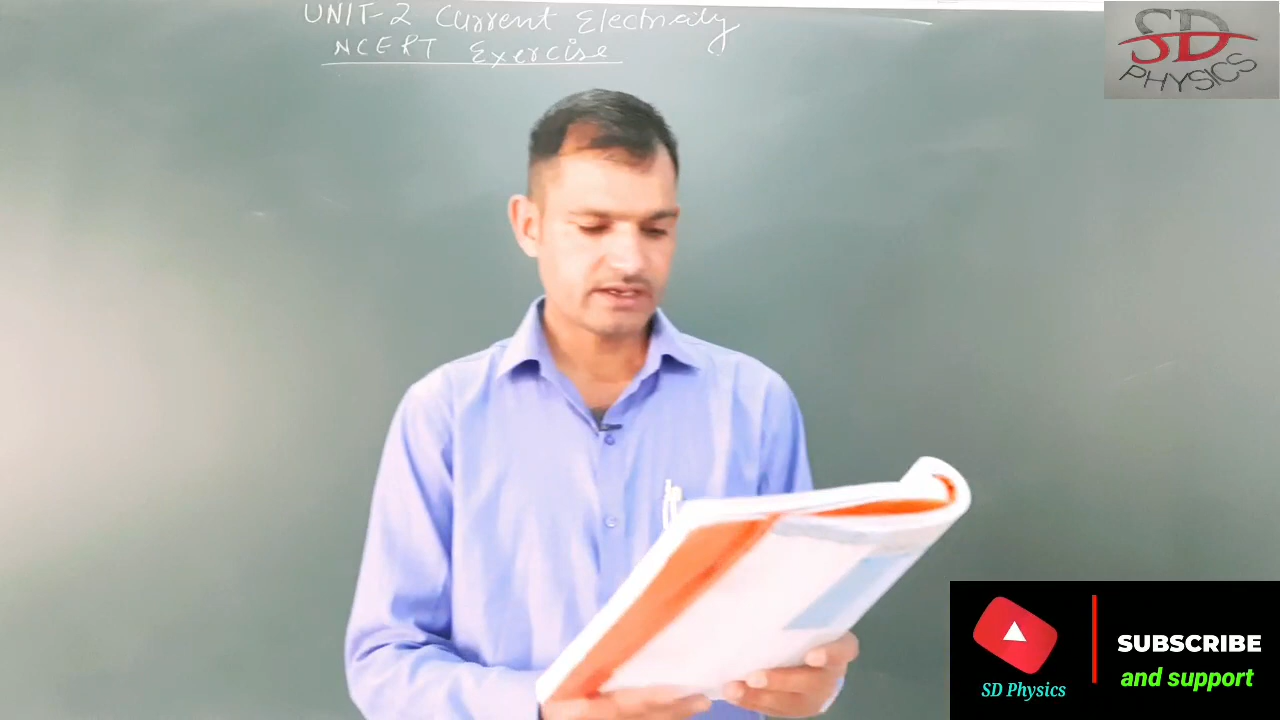 UNIT-2 Current Electricity
NCERT Exercise
SD
PHYSICS
SUBSCRIBE
and support
SD Physics